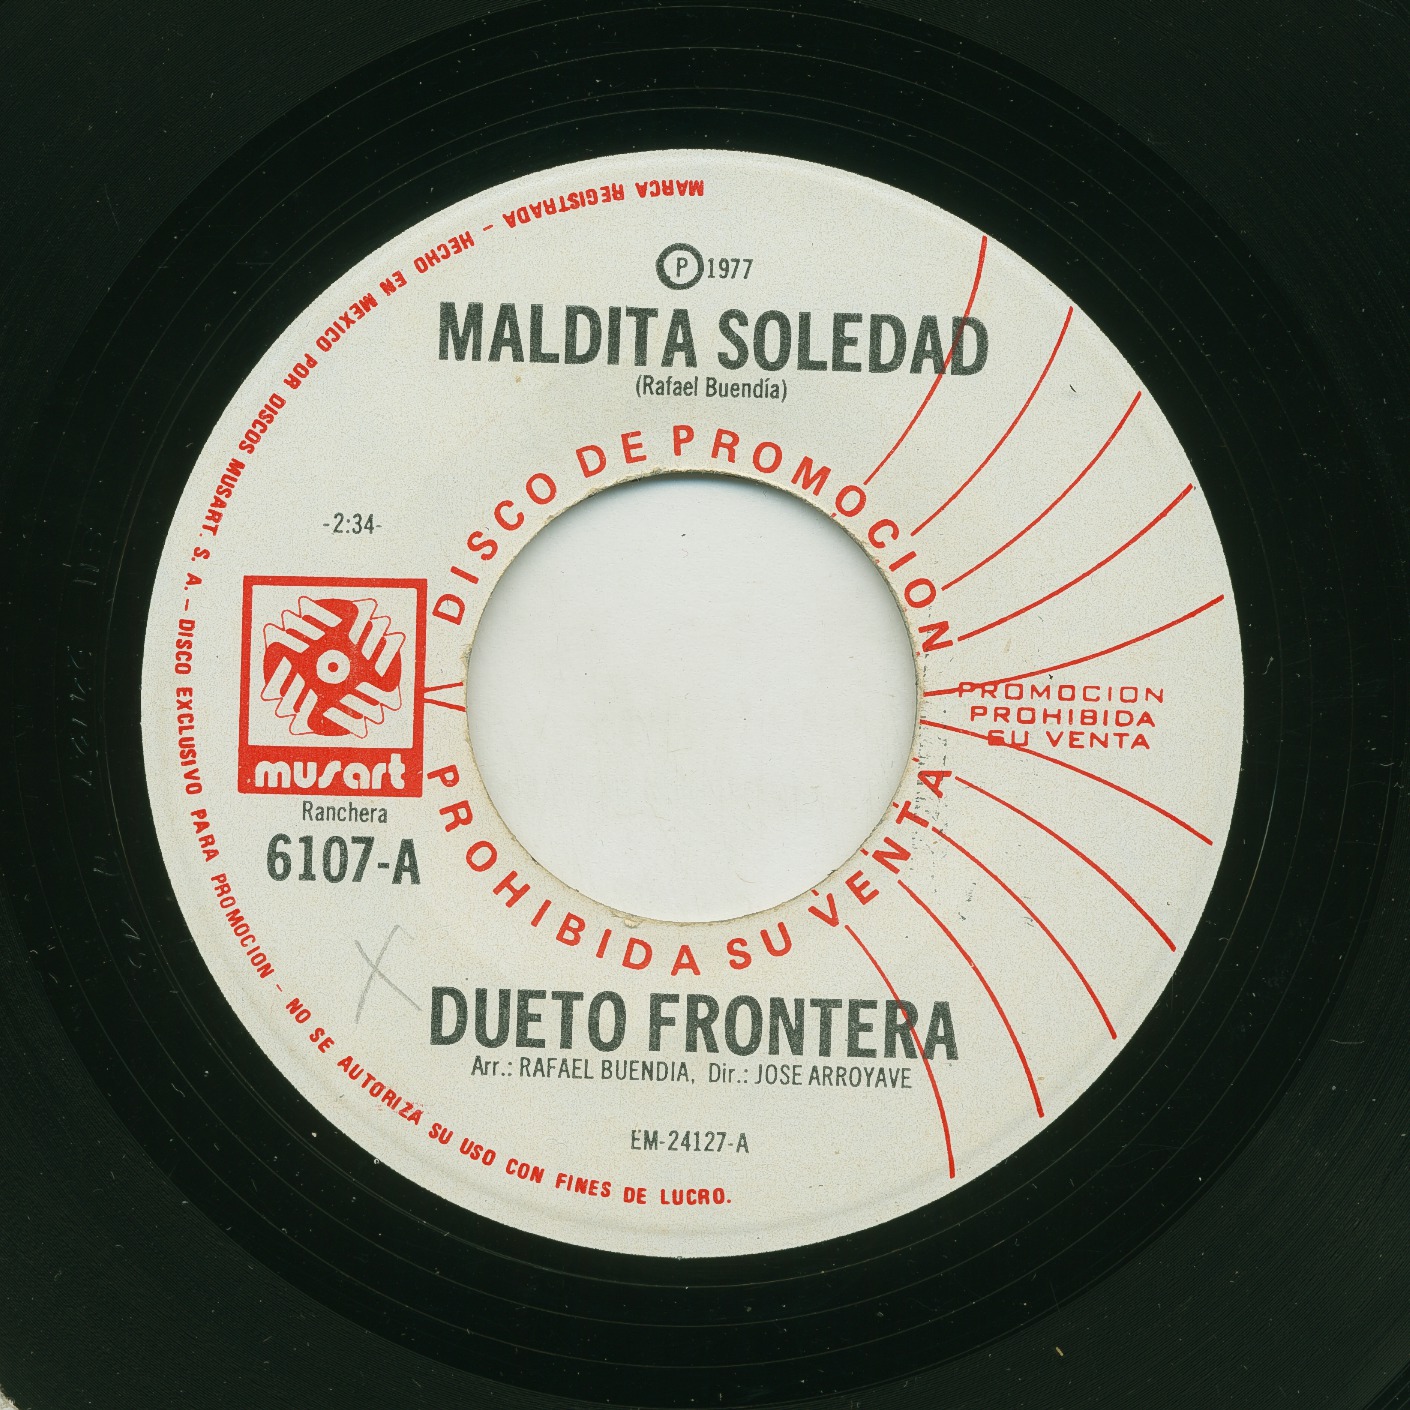 MARCA REGISTRADA - HECHO EN MEXICO POR DISCOS MUSART. S. A. - DISCO EXCLUSIVO PARA PROMOCION - NO SE AUTORIZA SU USO CON FINES DE LUCRO.
Ⓟ1977
MALDITA SOLEDAD
(Rafael Buendía)
DISCO DE PROMOCION
-2:34-
musart
Ranchera
6107-A
PROMOCION
PROHIBIDA
SU VENTA
PROHIBIDA SU VENTA
DUETO FRONTERA
Arr.: RAFAEL BUENDIA, Dir.: JOSE ARROYAVE
EM-24127-A